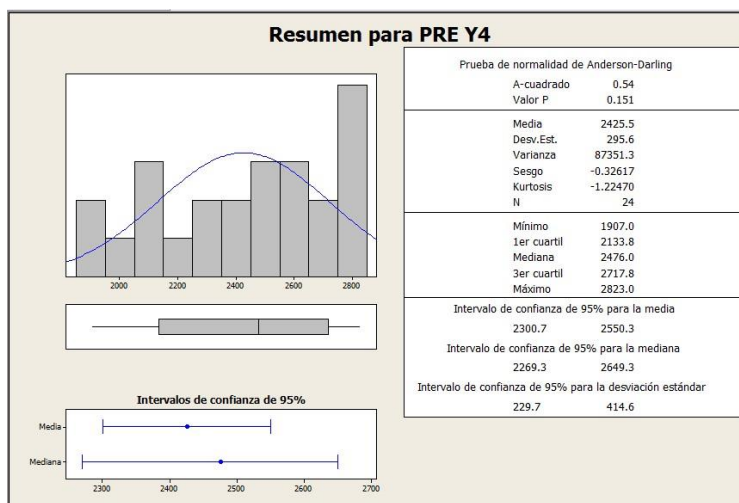 Resumen para PRE Y4
2000 2200 2400 2600 2800
Intervalos de confianza de 95%
Media
Mediana
2300 2400 2500 2600 2700
Prueba de normalidad de Anderson-Darling
A-cuadrado 0.54
Valor P 0.151
Media 2425.5
Desv.Est. 295.6
Varianza 87351.3
Sesgo -0.32617
Kurtosis -1.22470
N 24
Mínimo 1907.0
1er cuartil 2133.8
Mediana 2476.0
3er cuartil 2717.8
Máximo 2823.0
Intervalo de confianza de 95% para la media
2300.7 2550.3
Intervalo de confianza de 95% para la mediana
2269.3 2649.3
Intervalo de confianza de 95% para la desviación estándar
229.7 414.6